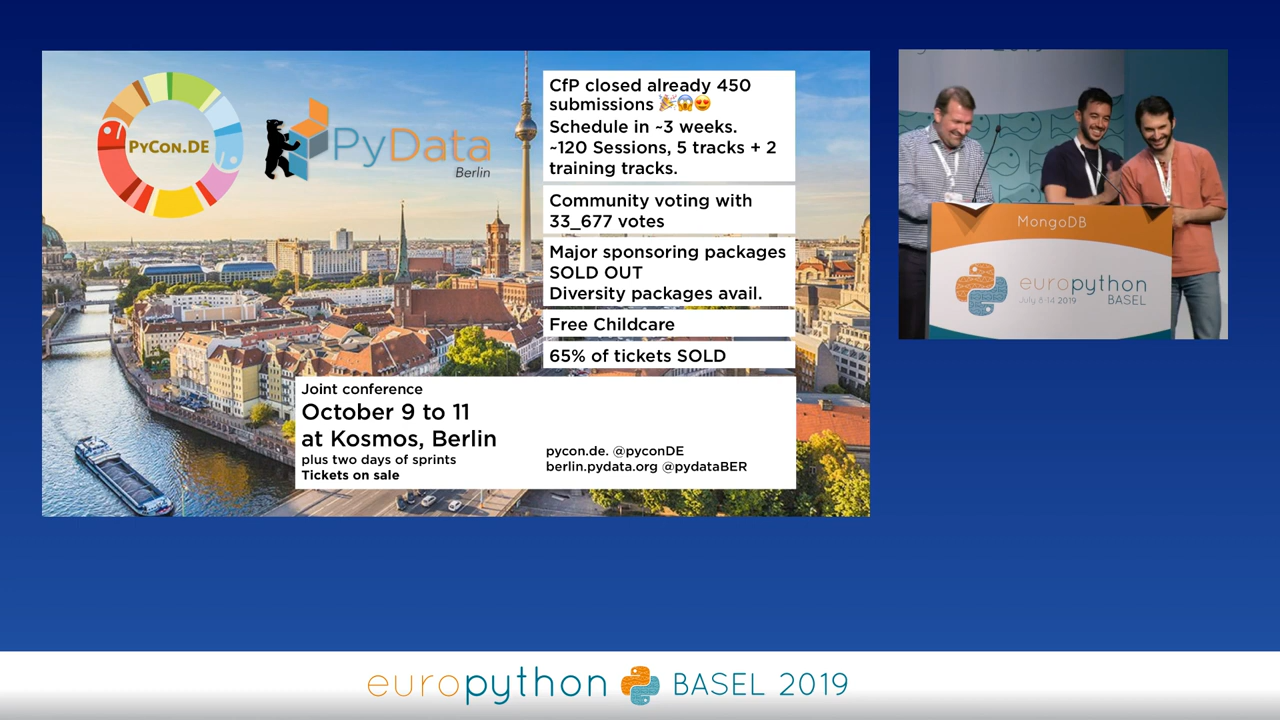 PYCON.DE
PyData
Berlin
CfP closed already 450
submissions 🎉😱😍
Schedule in ~3 weeks.
~120 Sessions, 5 tracks + 2
training tracks.
Community voting with
33_677 votes
Major sponsoring packages
SOLD OUT
Diversity packages avail.
Free Childcare
65% of tickets SOLD
Joint conference
October 9 to 11
at Kosmos, Berlin
plus two days of sprints
Tickets on sale
pycon.de. @pyconDE
berlin.pydata.org @pydataBER
2019
MongoDB
europython
July 8-14 2019
BASEL
europython BASEL 2019